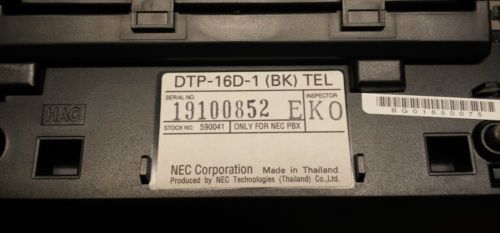 DTP-16D-1 (BK) TEL
SERIAL NO. INSPECTOR
19100852 EKO
STOCK NO. 590041 ONLY FOR NEC PBX
NEC Corporation Made in Thailand
Produced by NEC Technologies (Thailand) Co.,Ltd.
HAC
BG01650075